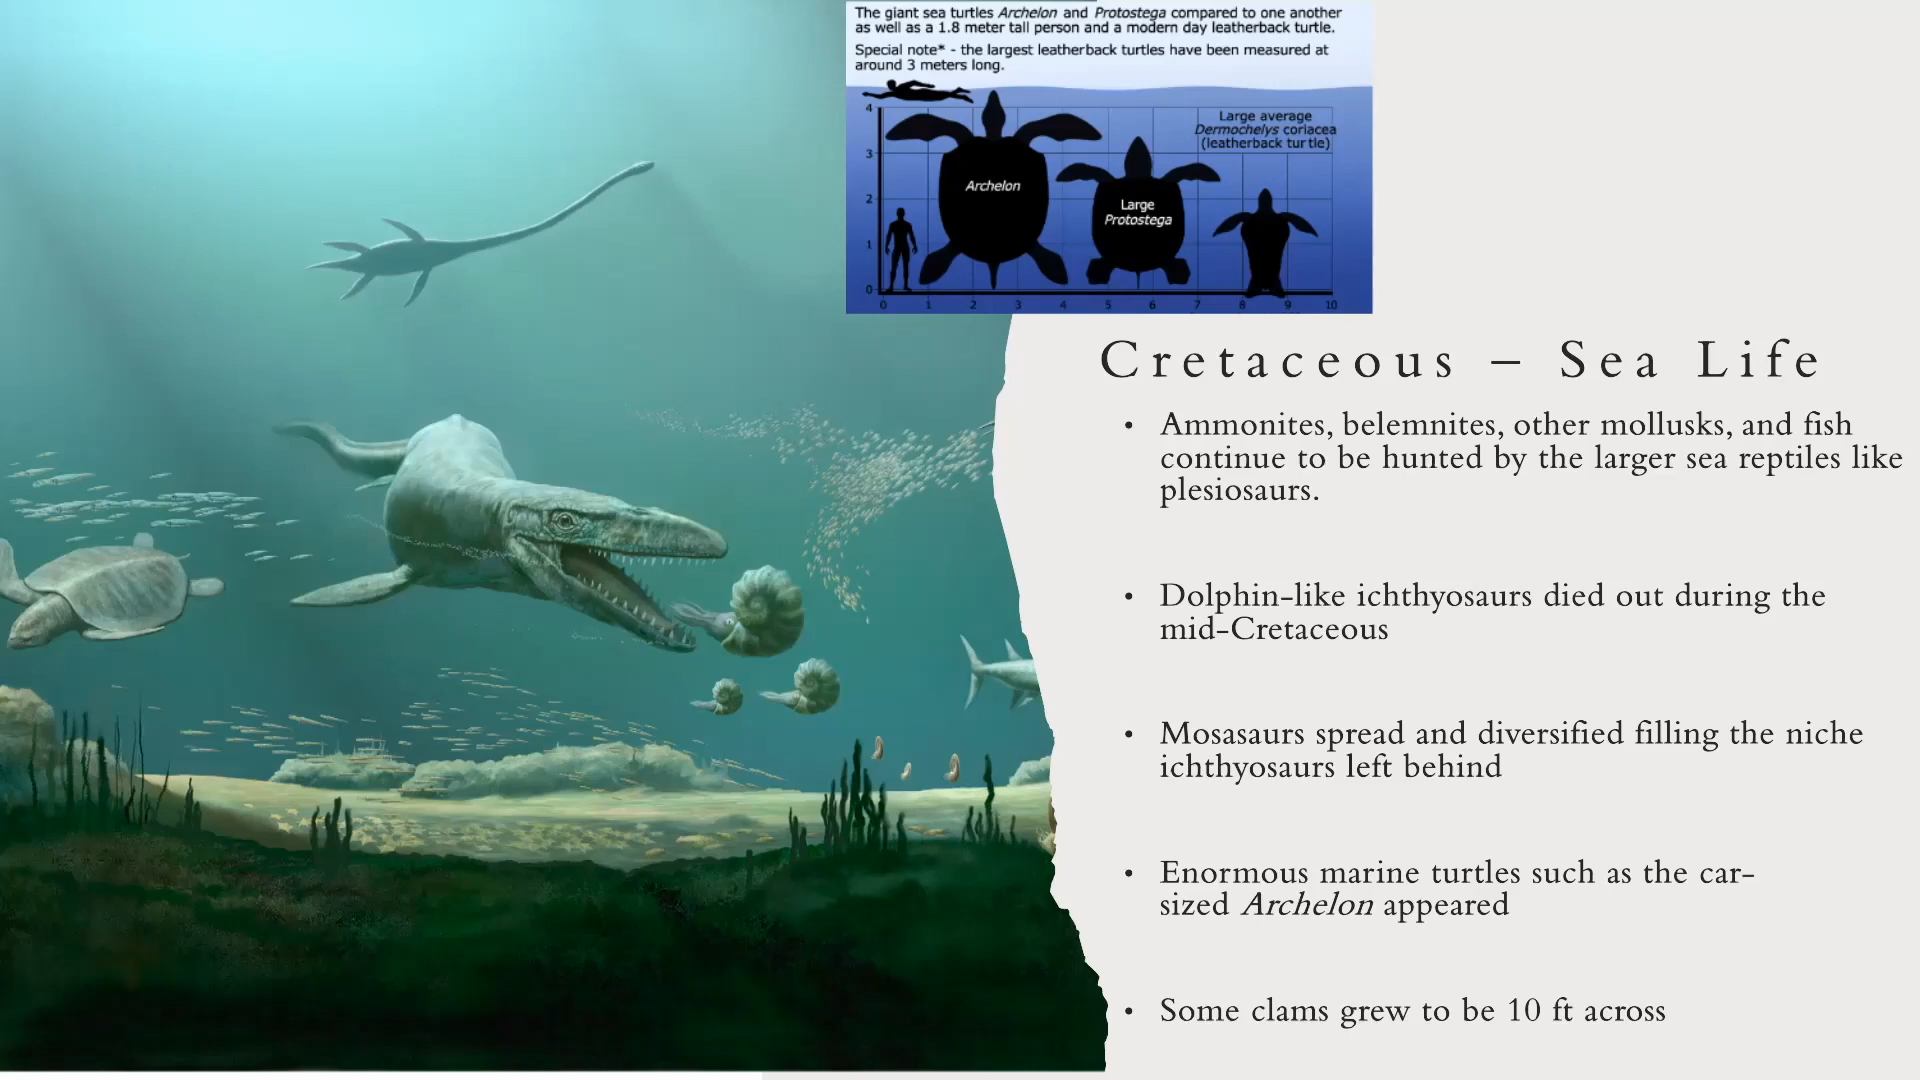 The giant sea turtles Archelon and Protostega compared to one another
as well as a 1.8 meter tall person and a modern day leatherback turtle.
Special note* - the largest leatherback turtles have been measured at
around 3 meters long.
4
3
2
1
0
Archelon
Large
Protostega
Large average
Dermochelys coriacea
(leatherback turtle)
0 1 2 3 4 5 6 7 8 9 10
Cretaceous – Sea Life
• Ammonites, belemnites, other mollusks, and fish
continue to be hunted by the larger sea reptiles like
plesiosaurs.
• Dolphin-like ichthyosaurs died out during the
mid-Cretaceous
• Mosasaurs spread and diversified filling the niche
ichthyosaurs left behind
• Enormous marine turtles such as the car-
sized Archelon appeared
• Some clams grew to be 10 ft across